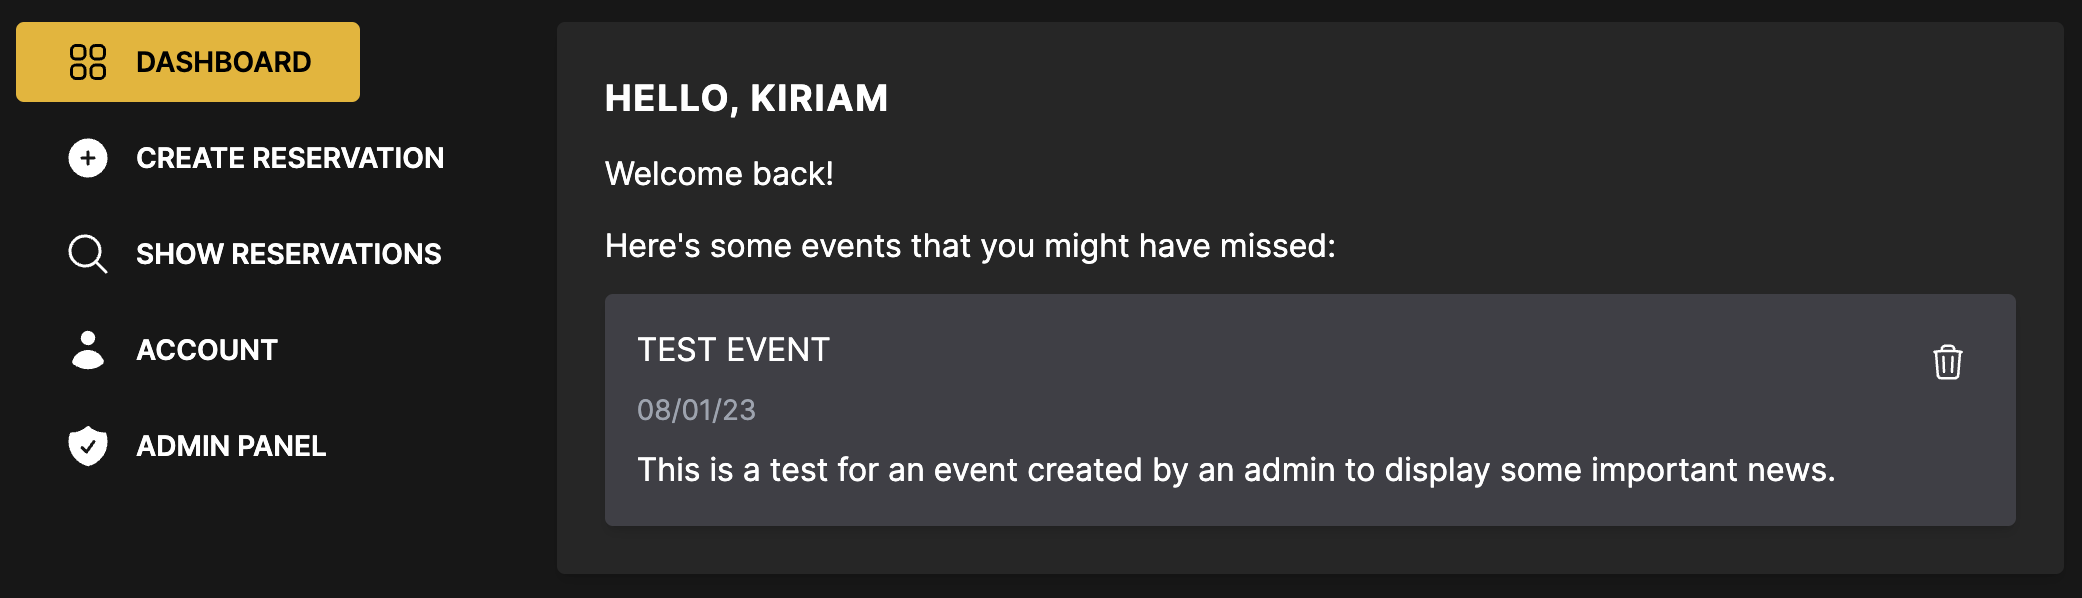 DASHBOARD
CREATE RESERVATION
SHOW RESERVATIONS
ACCOUNT
ADMIN PANEL
HELLO, KIRIAM
Welcome back!
Here's some events that you might have missed:
TEST EVENT
08/01/23
This is a test for an event created by an admin to display some important news.